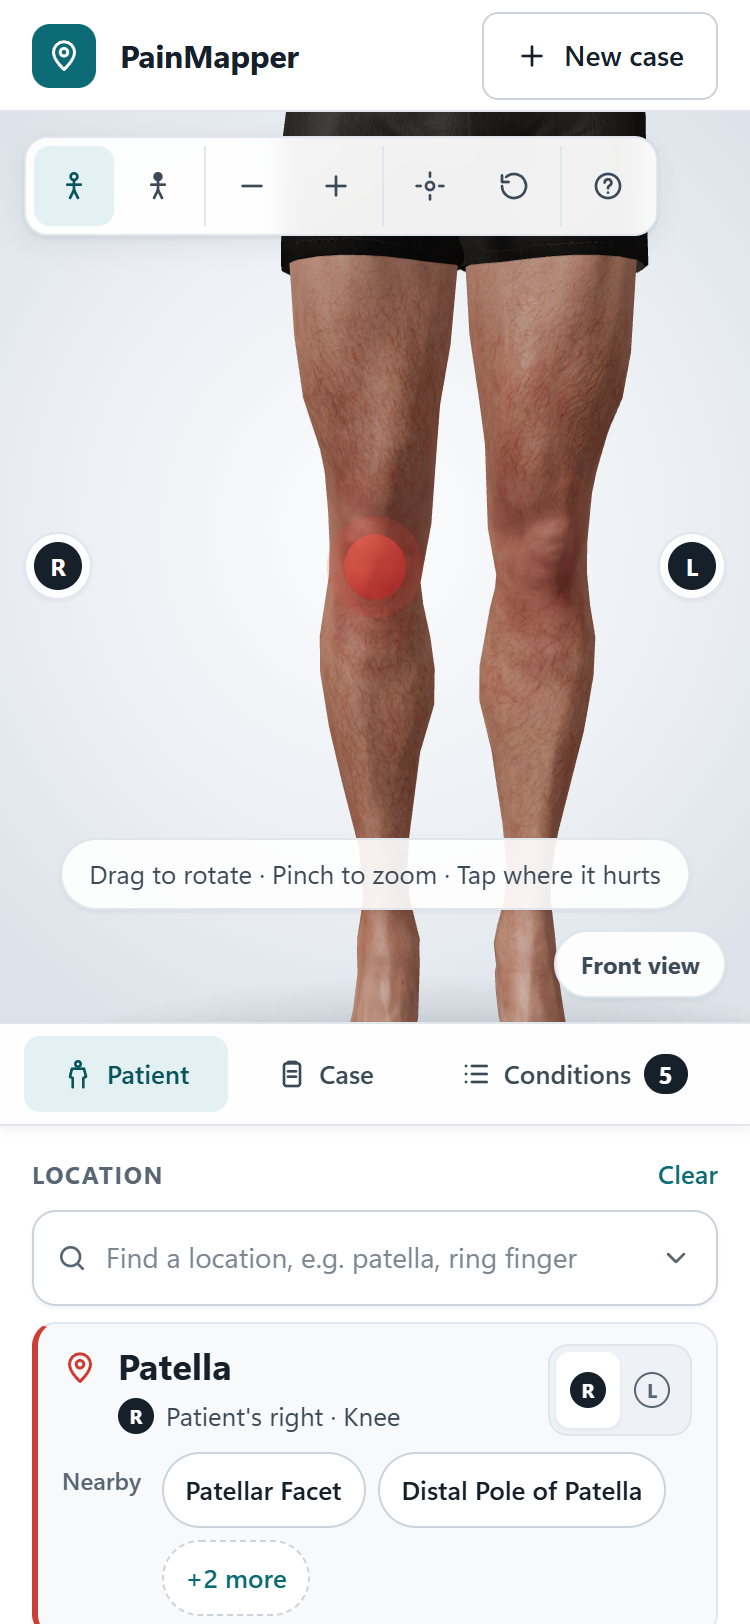 PainMapper
New case
R
L
Drag to rotate · Pinch to zoom · Tap where it hurts
Front view
Patient
Case
Conditions 5
LOCATION
Clear
Find a location, e.g. patella, ring finger
Patella
R L
R Patient's right · Knee
Nearby
Patellar Facet
Distal Pole of Patella
+2 more